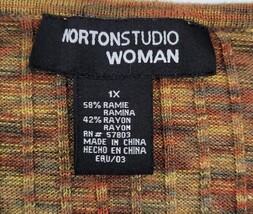 NORTONSTUDIO
WOMAN
1X
58% RAMIE
RAMINA
42% RAYON
RAYON
RN# 57803
MADE IN CHINA
HECHO EN CHINA
ERU/03